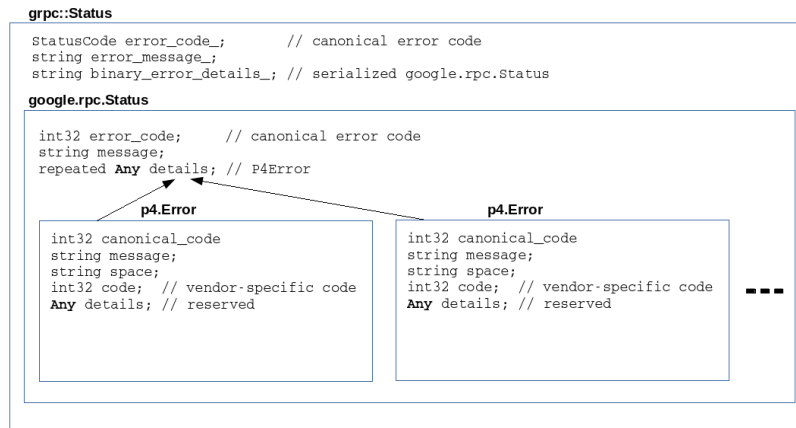 grpc::Status
StatusCode error_code_; // canonical error code
string error_message_;
string binary_error_details_; // serialized google.rpc.Status
google.rpc.Status
int32 error_code; // canonical error code
string message;
repeated Any details; // P4Error
p4.Error
int32 canonical_code
string message;
string space;
int32 code; // vendor-specific code
Any details; // reserved
p4.Error
int32 canonical_code
string message;
string space;
int32 code; // vendor-specific code
Any details; // reserved